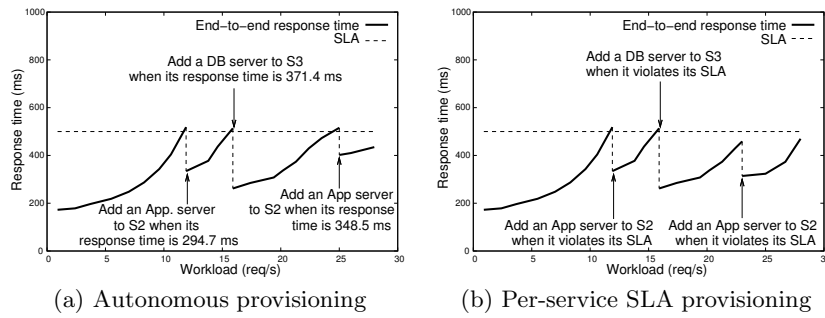 1000
800
600
400
200
0
Response time (ms)
End-to-end response time
SLA
Add a DB server to S3
when its response time is 371.4 ms
Add an App. server
to S2 when its
response time is 294.7 ms
Add an App server
to S2 when its response
time is 348.5 ms
0 5 10 15 20 25 30
Workload (req/s)
(a) Autonomous provisioning
1000
800
600
400
200
0
Response time (ms)
End-to-end response time
SLA
Add a DB server to S3
when it violates its SLA
Add an App server to S2
when it violates its SLA
Add an App server to S2
when it violates its SLA
0 5 10 15 20 25 30
Workload (req/s)
(b) Per-service SLA provisioning